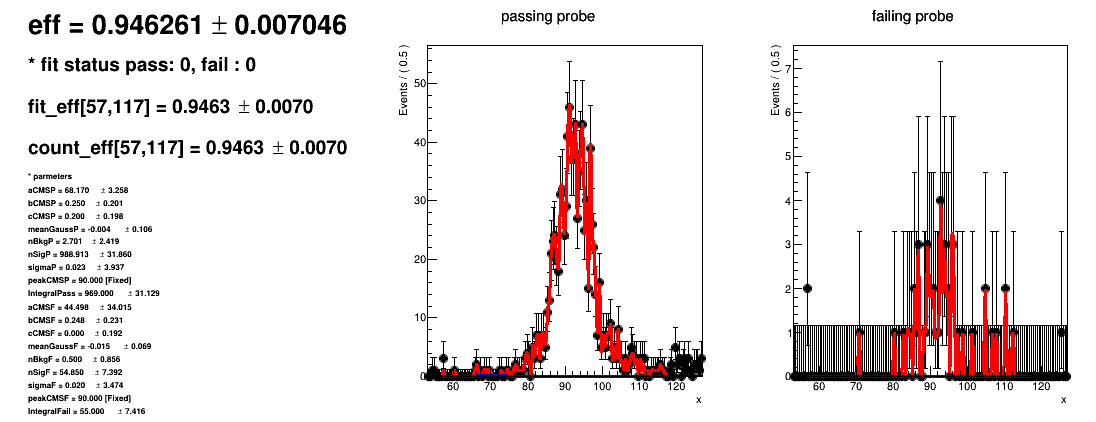 eff = 0.946261 ± 0.007046
* fit status pass: 0, fail : 0
fit_eff[57,117] = 0.9463 ± 0.0070
count_eff[57,117] = 0.9463 ± 0.0070
* parmeters
aCMSP = 68.170 ± 3.258
bCMSP = 0.250 ± 0.201
cCMSP = 0.200 ± 0.198
meanGaussP = -0.004 ± 0.106
nBkgP = 2.701 ± 2.419
nSigP = 988.913 ± 31.860
sigmaP = 0.023 ± 3.937
peakCMSP = 90.000 [Fixed]
IntegralPass = 969.000 ± 31.129
aCMSF = 44.498 ± 34.015
bCMSF = 0.248 ± 0.231
cCMSF = 0.000 ± 0.192
meanGaussF = -0.015 ± 0.069
nBkgF = 0.500 ± 0.856
nSigF = 54.850 ± 7.392
sigmaF = 0.020 ± 3.474
peakCMSF = 90.000 [Fixed]
IntegralFail = 55.000 ± 7.416
passing probe
Events / ( 0.5 )
50
40
30
20
10
0
60 70 80 90 100 110 120
x
failing probe
Events / ( 0.5 )
7
6
5
4
3
2
1
0
60 70 80 90 100 110 120
x